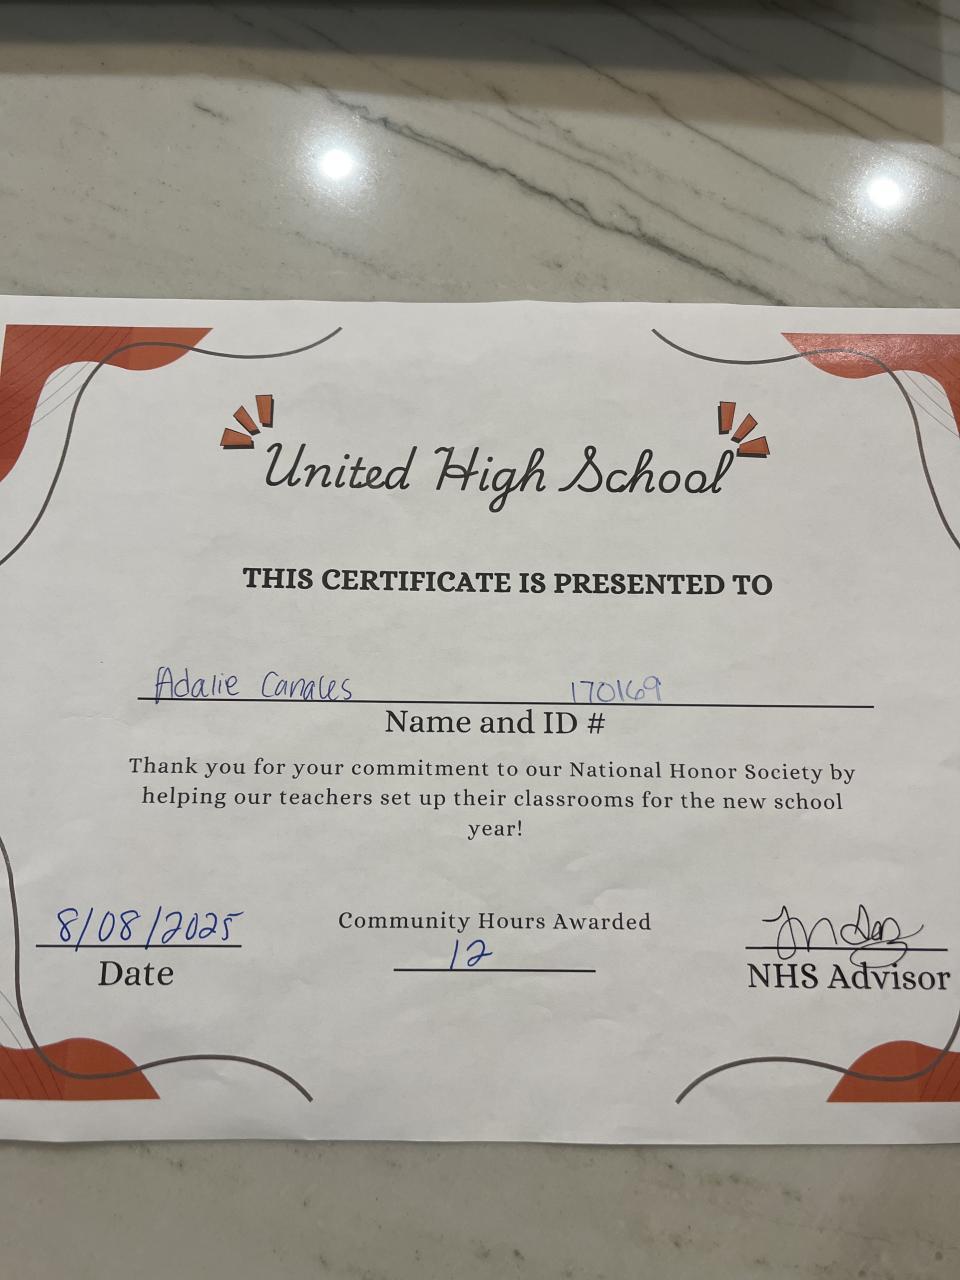 United High School
THIS CERTIFICATE IS PRESENTED TO
Adalie Canales 170169
Name and ID #
Thank you for your commitment to our National Honor Society by
helping our teachers set up their classrooms for the new school
year!
8/08/2025
Date
Community Hours Awarded
12
NHS Advisor